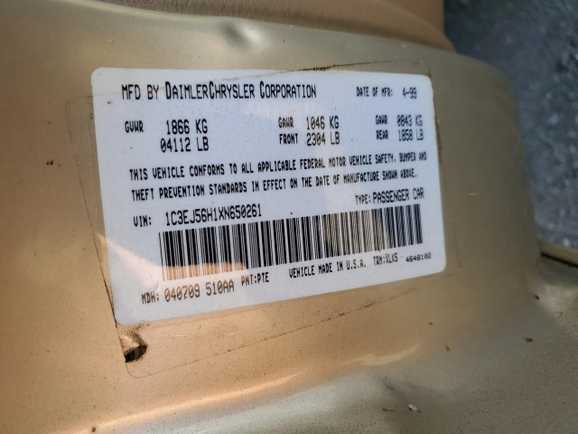 MFD BY DAIMLERCHRYSLER CORPORATION DATE OF MFR: 4-99
GVWR 1866 KG GAWR 1046 KG GAWR 0843 KG
04112 LB FRONT 2304 LB REAR 1858 LB
THIS VEHICLE CONFORMS TO ALL APPLICABLE FEDERAL MOTOR VEHICLE SAFETY, BUMPER AND
THEFT PREVENTION STANDARDS IN EFFECT ON THE DATE OF MANUFACTURE SHOWN ABOVE.
VIN: 1C3EJ56H1XN650261 TYPE: PASSENGER CAR
MDH: 040709 510AA PNT: PTE VEHICLE MADE IN U.S.A. TRM: VLK5 4648102